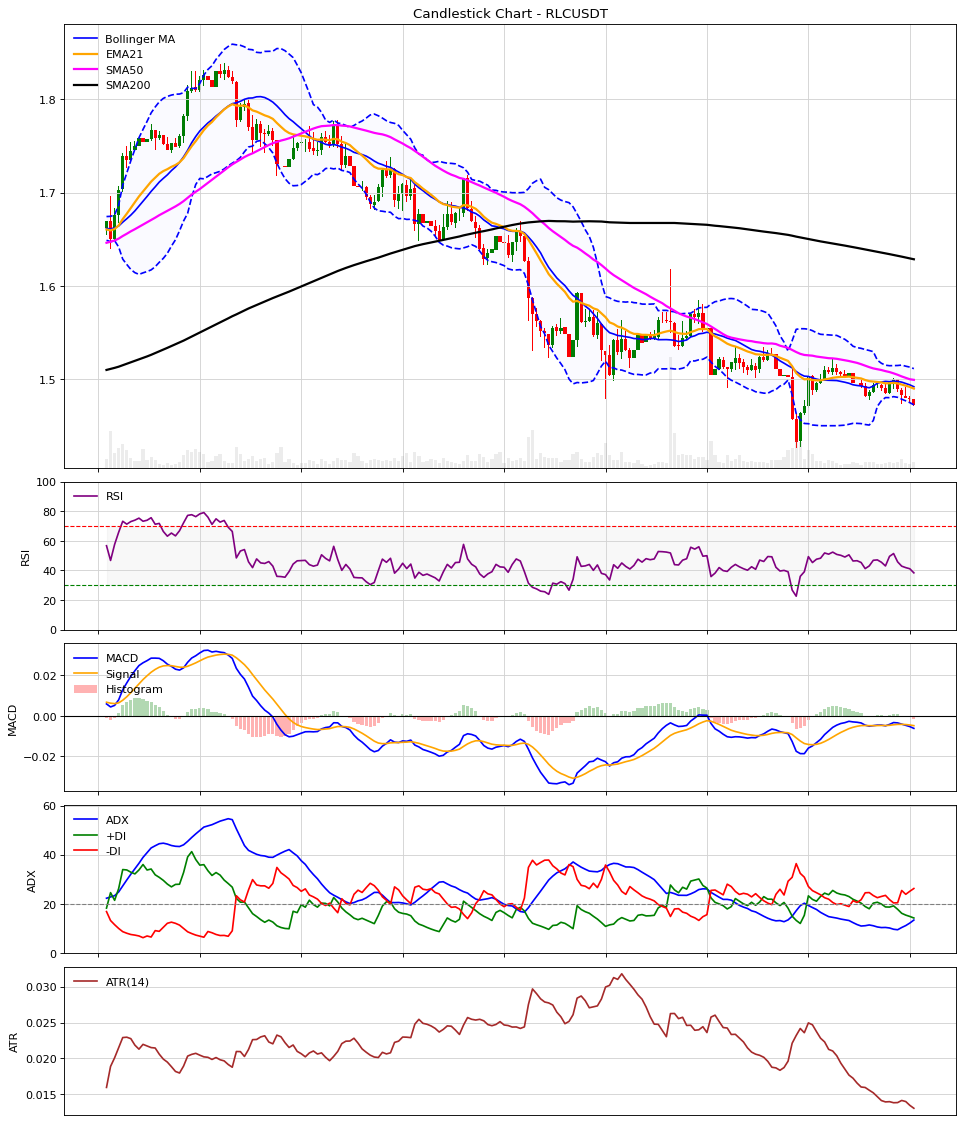 Candlestick Chart - RLCUSDT
Bollinger MA
EMA21
SMA50
SMA200
1.8
1.7
1.6
1.5
RSI
100
80
60
40
20
0
RSI
MACD
Signal
Histogram
0.02
0.00
−0.02
MACD
ADX
+DI
-DI
60
40
20
0
ADX
ATR(14)
0.030
0.025
0.020
0.015
ATR